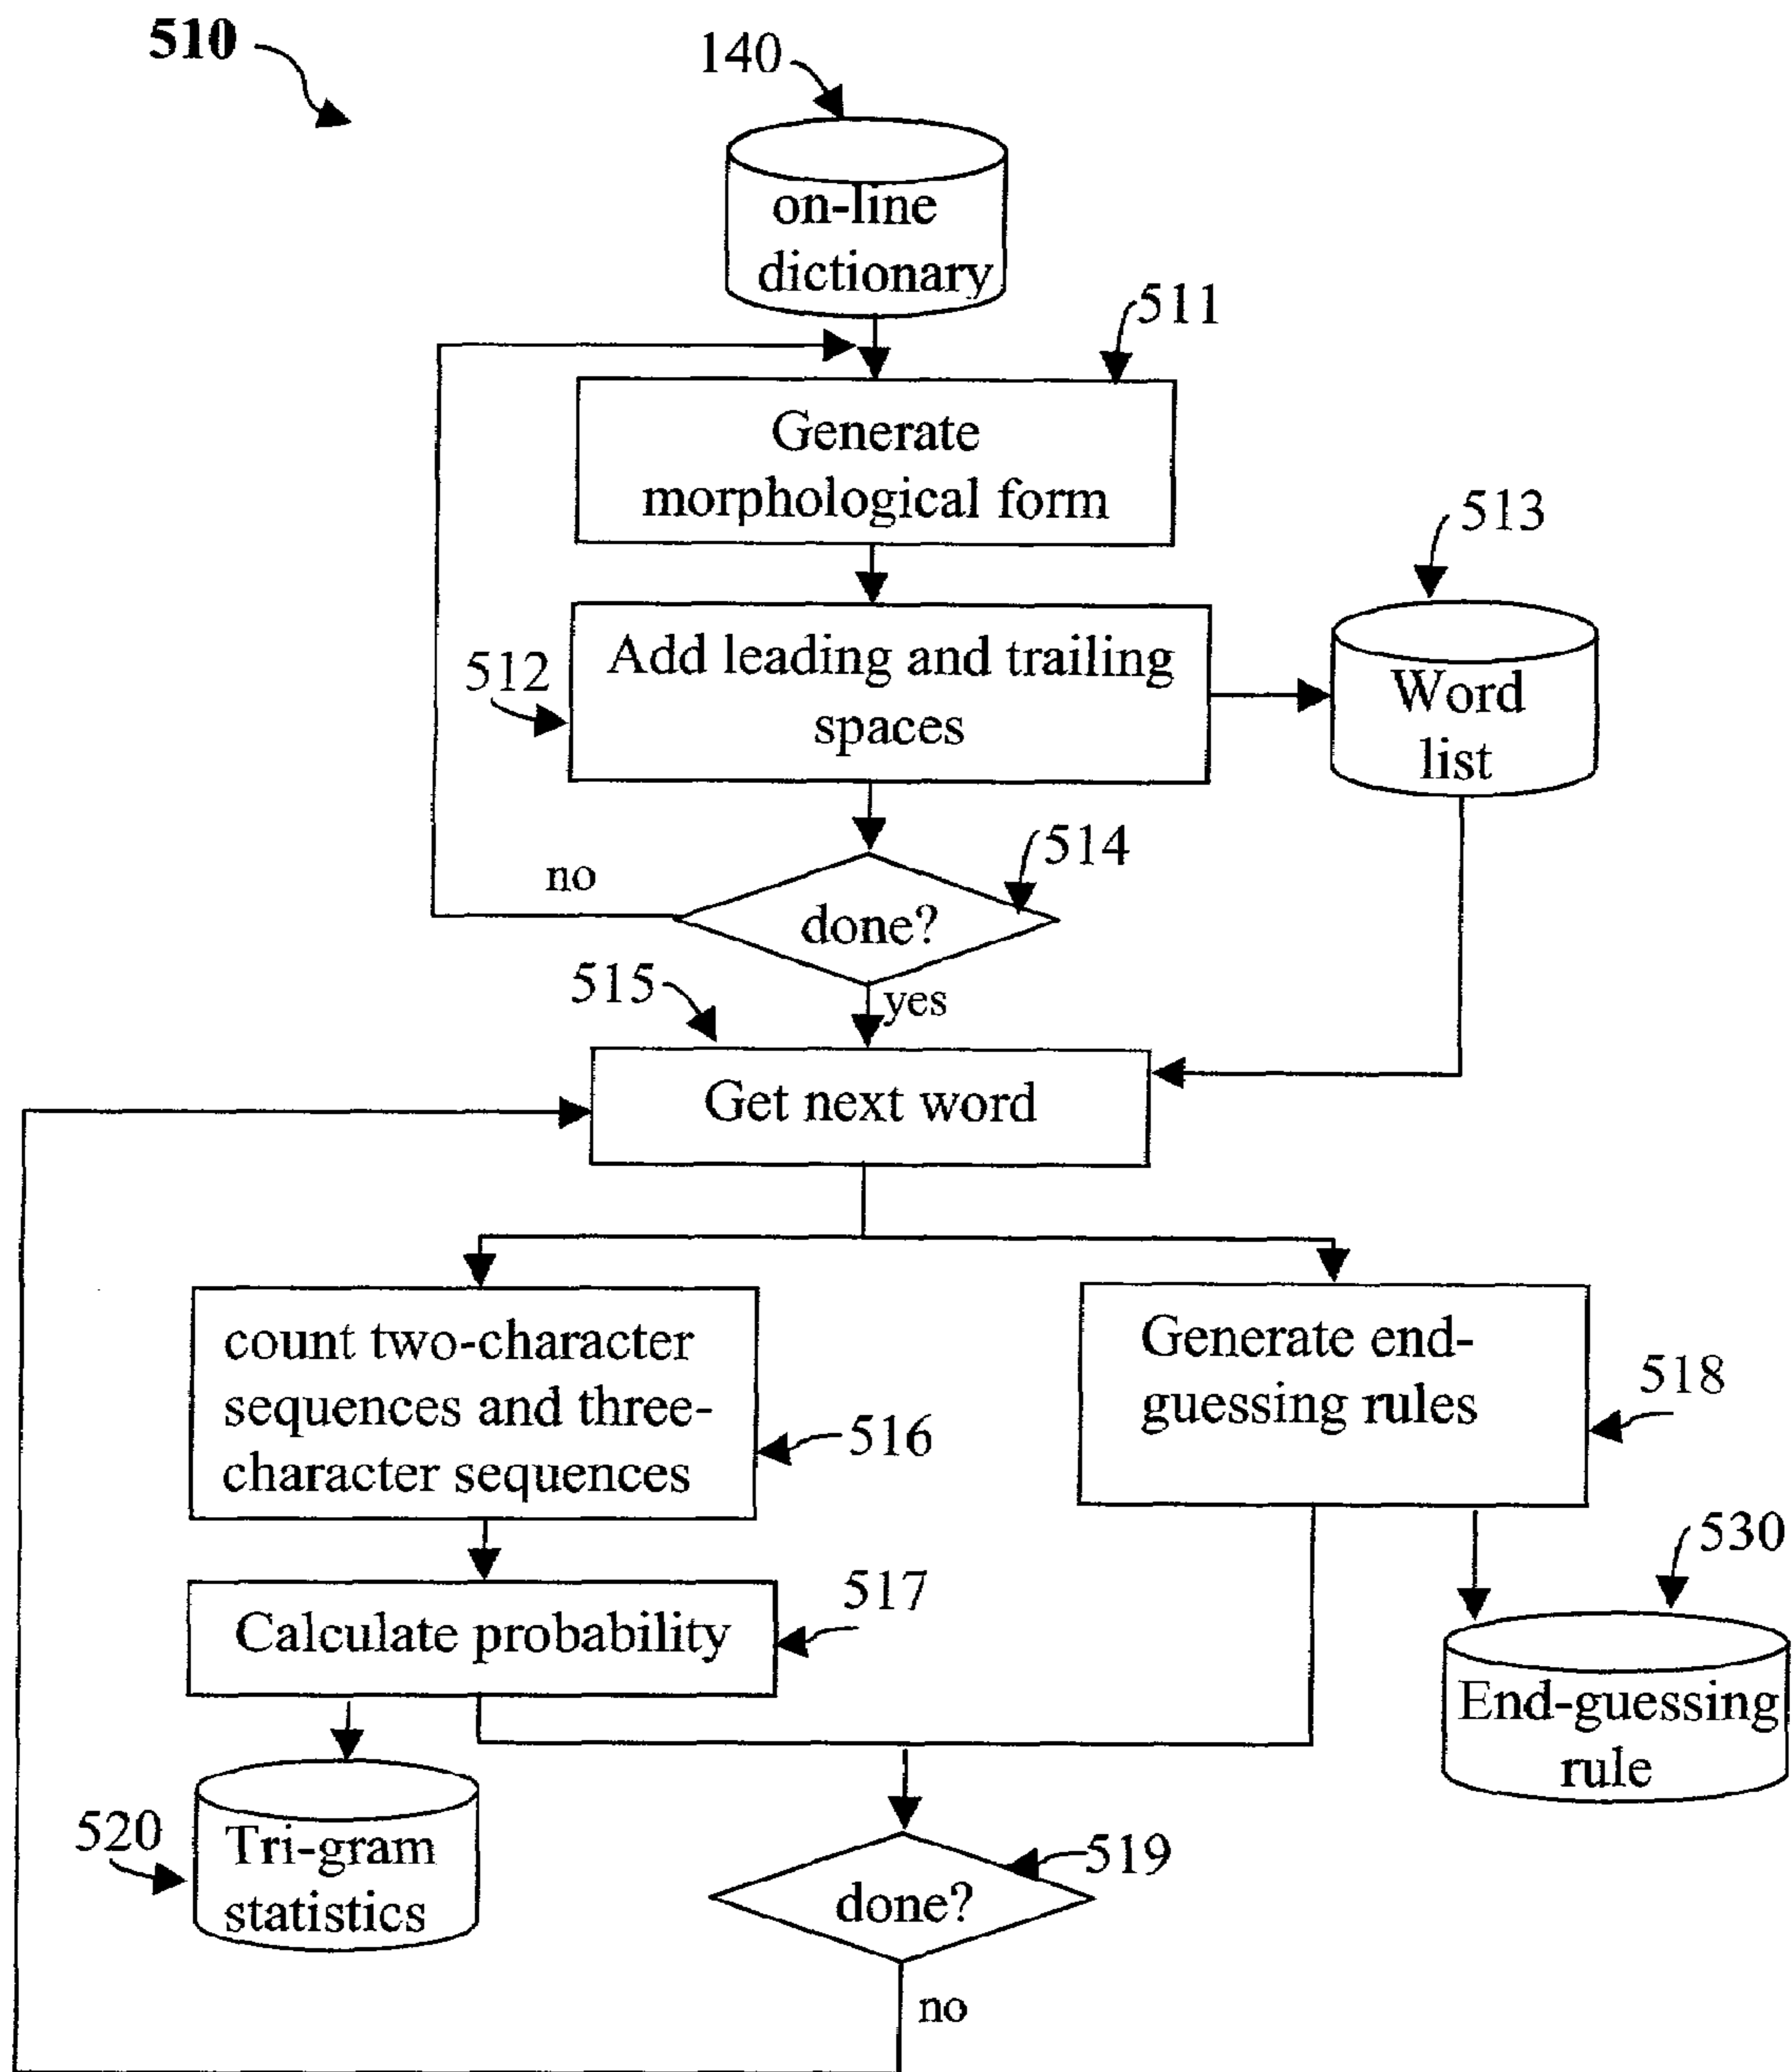 510
140
on-line
dictionary
511
Generate
morphological form
513
512
Add leading and trailing
spaces
Word
list
514
no
done?
515
yes
Get next word
count two-character
sequences and three-
character sequences
516
Generate end-
guessing rules
518
517
Calculate probability
530
End-guessing
rule
520
Tri-gram
statistics
519
done?
no